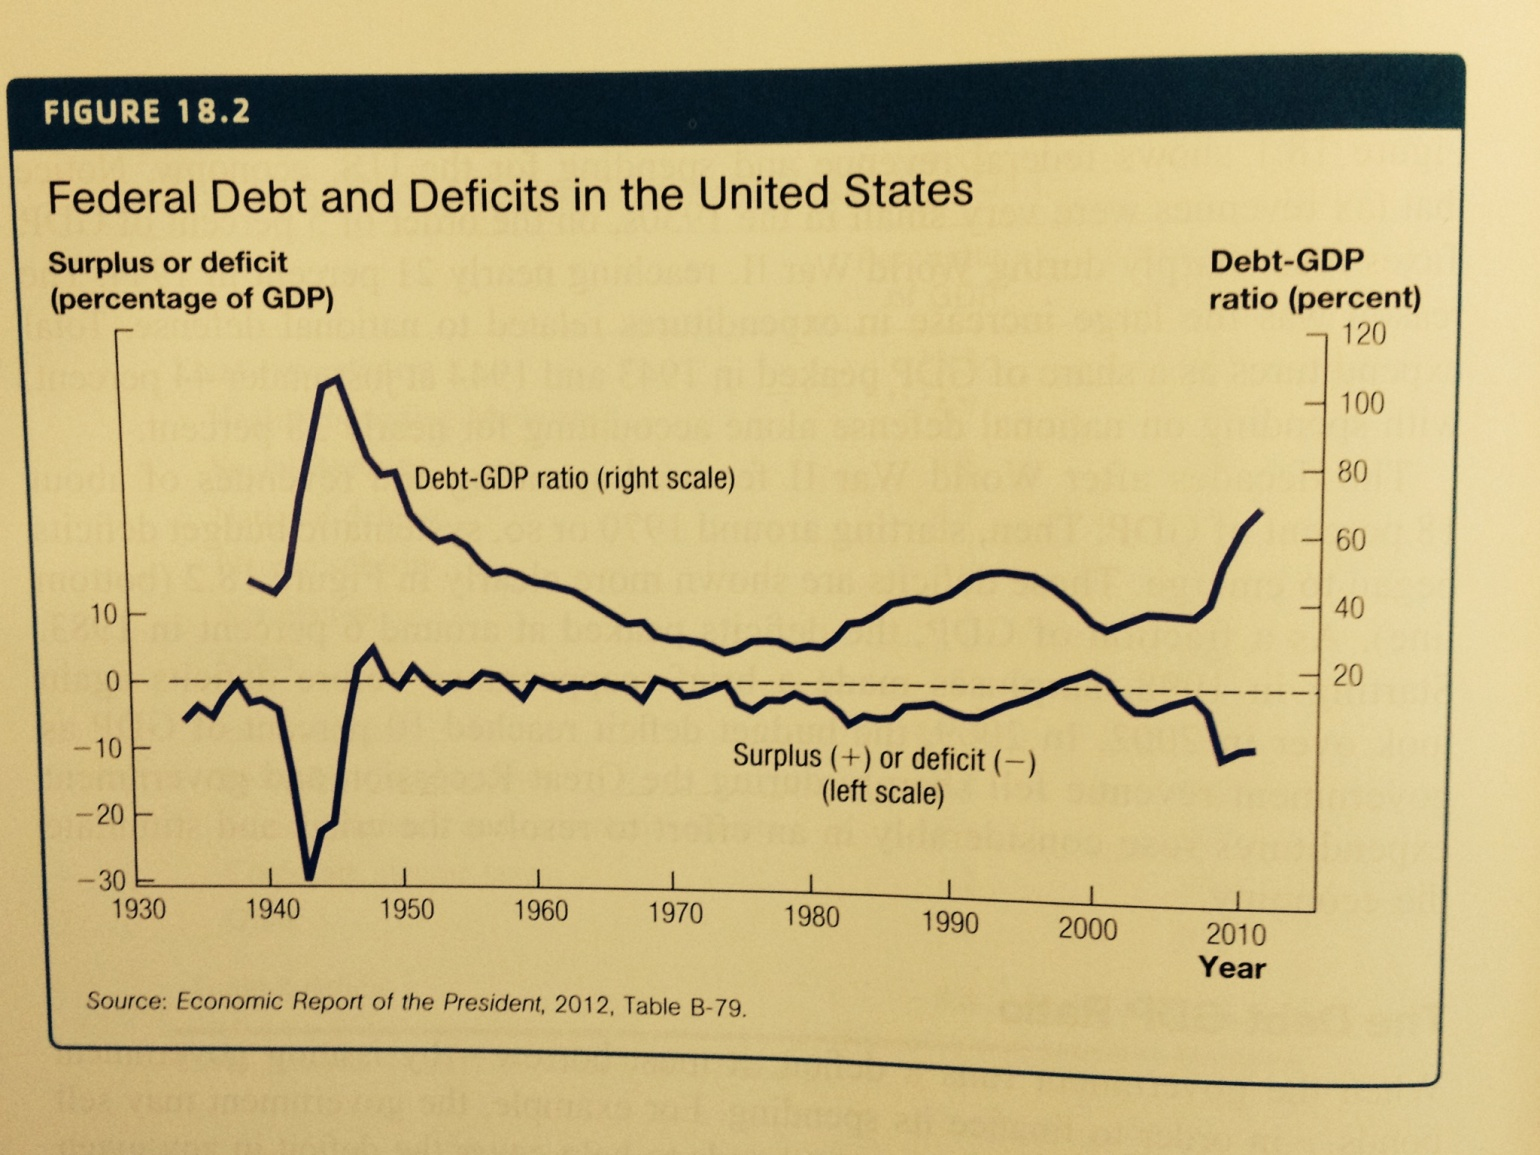 FIGURE 18.2
Federal Debt and Deficits in the United States
Surplus or deficit
(percentage of GDP)
Debt-GDP
ratio (percent)
120
100
80
60
40
20
Debt-GDP ratio (right scale)
10
0
−10
−20
−30
Surplus (+) or deficit (−)
(left scale)
1930 1940 1950 1960 1970 1980 1990 2000 2010
Year
Source: Economic Report of the President, 2012, Table B-79.